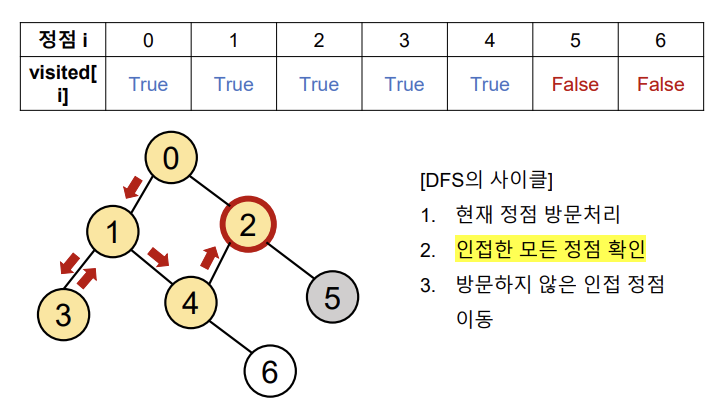 정점 i 0 1 2 3 4 5 6
visited[
i] True True True True True False False
0
1
2
3
4
5
6
[DFS의 사이클]
1. 현재 정점 방문처리
2. 인접한 모든 정점 확인
3. 방문하지 않은 인접 정점
이동